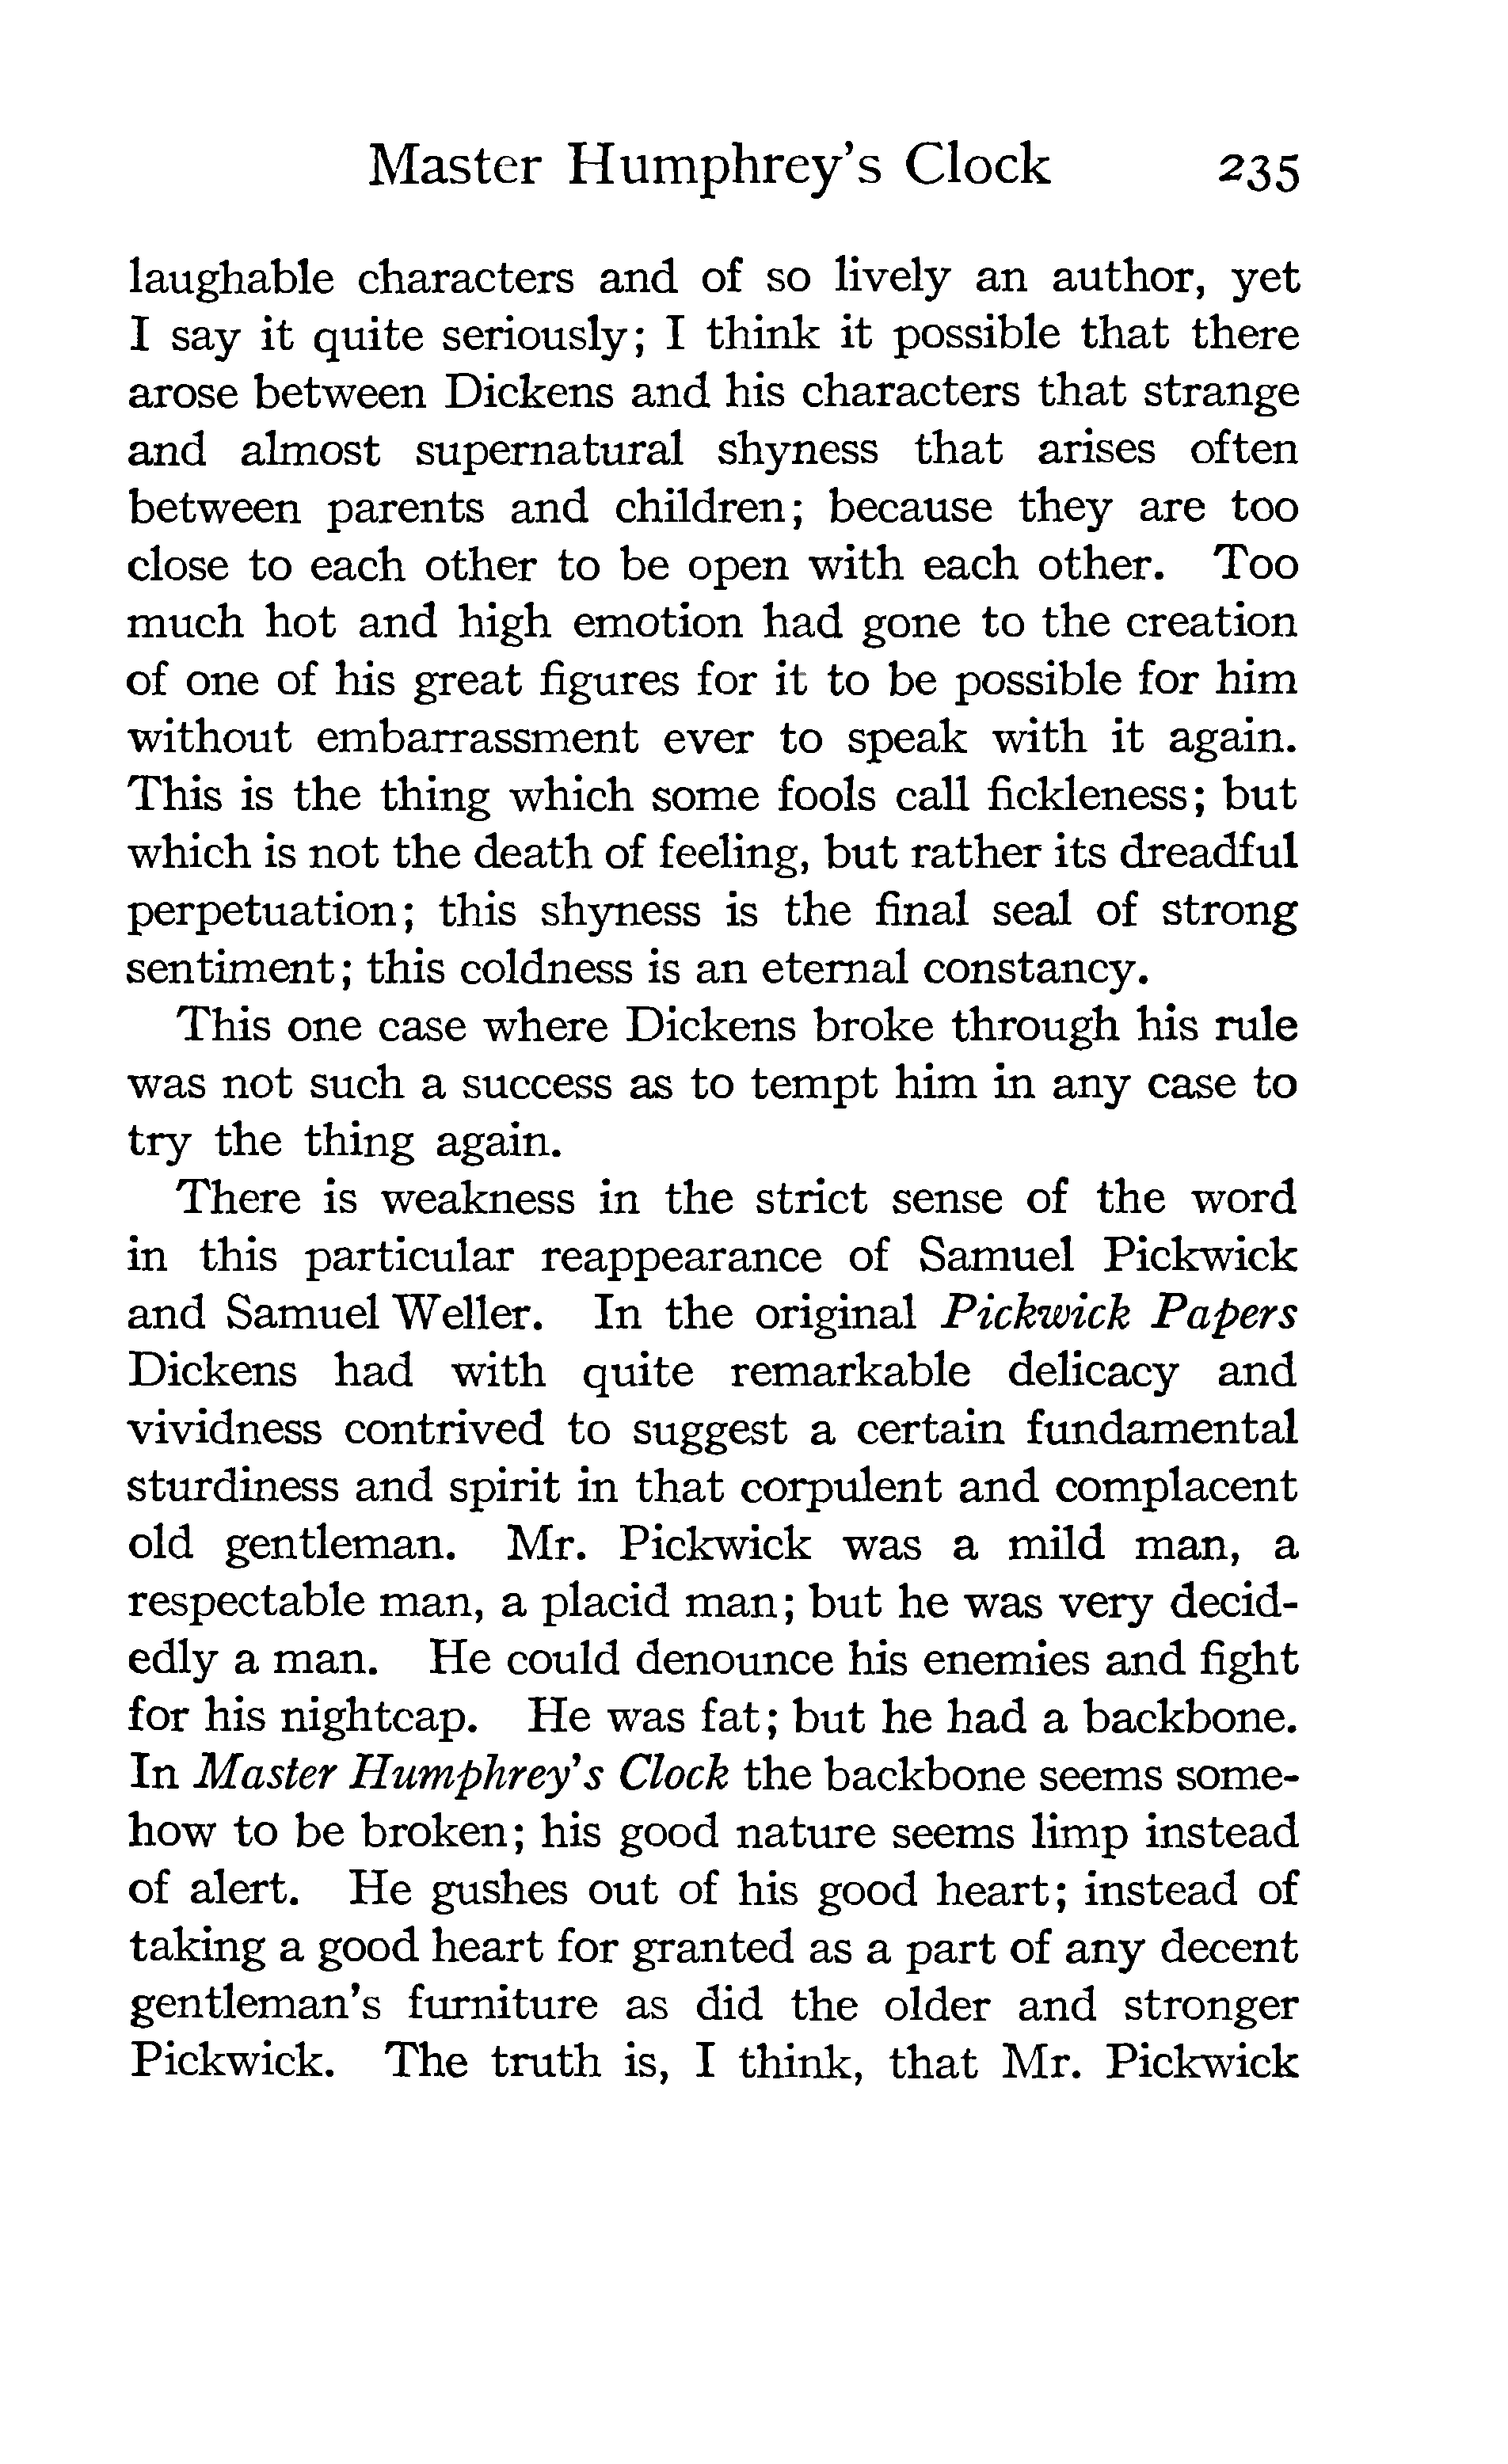 Master Humphrey's Clock 235
laughable characters and of so lively an author, yet
I say it quite seriously; I think it possible that there
arose between Dickens and his characters that strange
and almost supernatural shyness that arises often
between parents and children; because they are too
close to each other to be open with each other. Too
much hot and high emotion had gone to the creation
of one of his great figures for it to be possible for him
without embarrassment ever to speak with it again.
This is the thing which some fools call fickleness; but
which is not the death of feeling, but rather its dreadful
perpetuation; this shyness is the final seal of strong
sentiment; this coldness is an eternal constancy.
This one case where Dickens broke through his rule
was not such a success as to tempt him in any case to
try the thing again.
There is weakness in the strict sense of the word
in this particular reappearance of Samuel Pickwick
and Samuel Weller. In the original Pickwick Papers
Dickens had with quite remarkable delicacy and
vividness contrived to suggest a certain fundamental
sturdiness and spirit in that corpulent and complacent
old gentleman. Mr. Pickwick was a mild man, a
respectable man, a placid man; but he was very decid-
edly a man. He could denounce his enemies and fight
for his nightcap. He was fat; but he had a backbone.
In Master Humphrey's Clock the backbone seems some-
how to be broken; his good nature seems limp instead
of alert. He gushes out of his good heart; instead of
taking a good heart for granted as a part of any decent
gentleman's furniture as did the older and stronger
Pickwick. The truth is, I think, that Mr. Pickwick